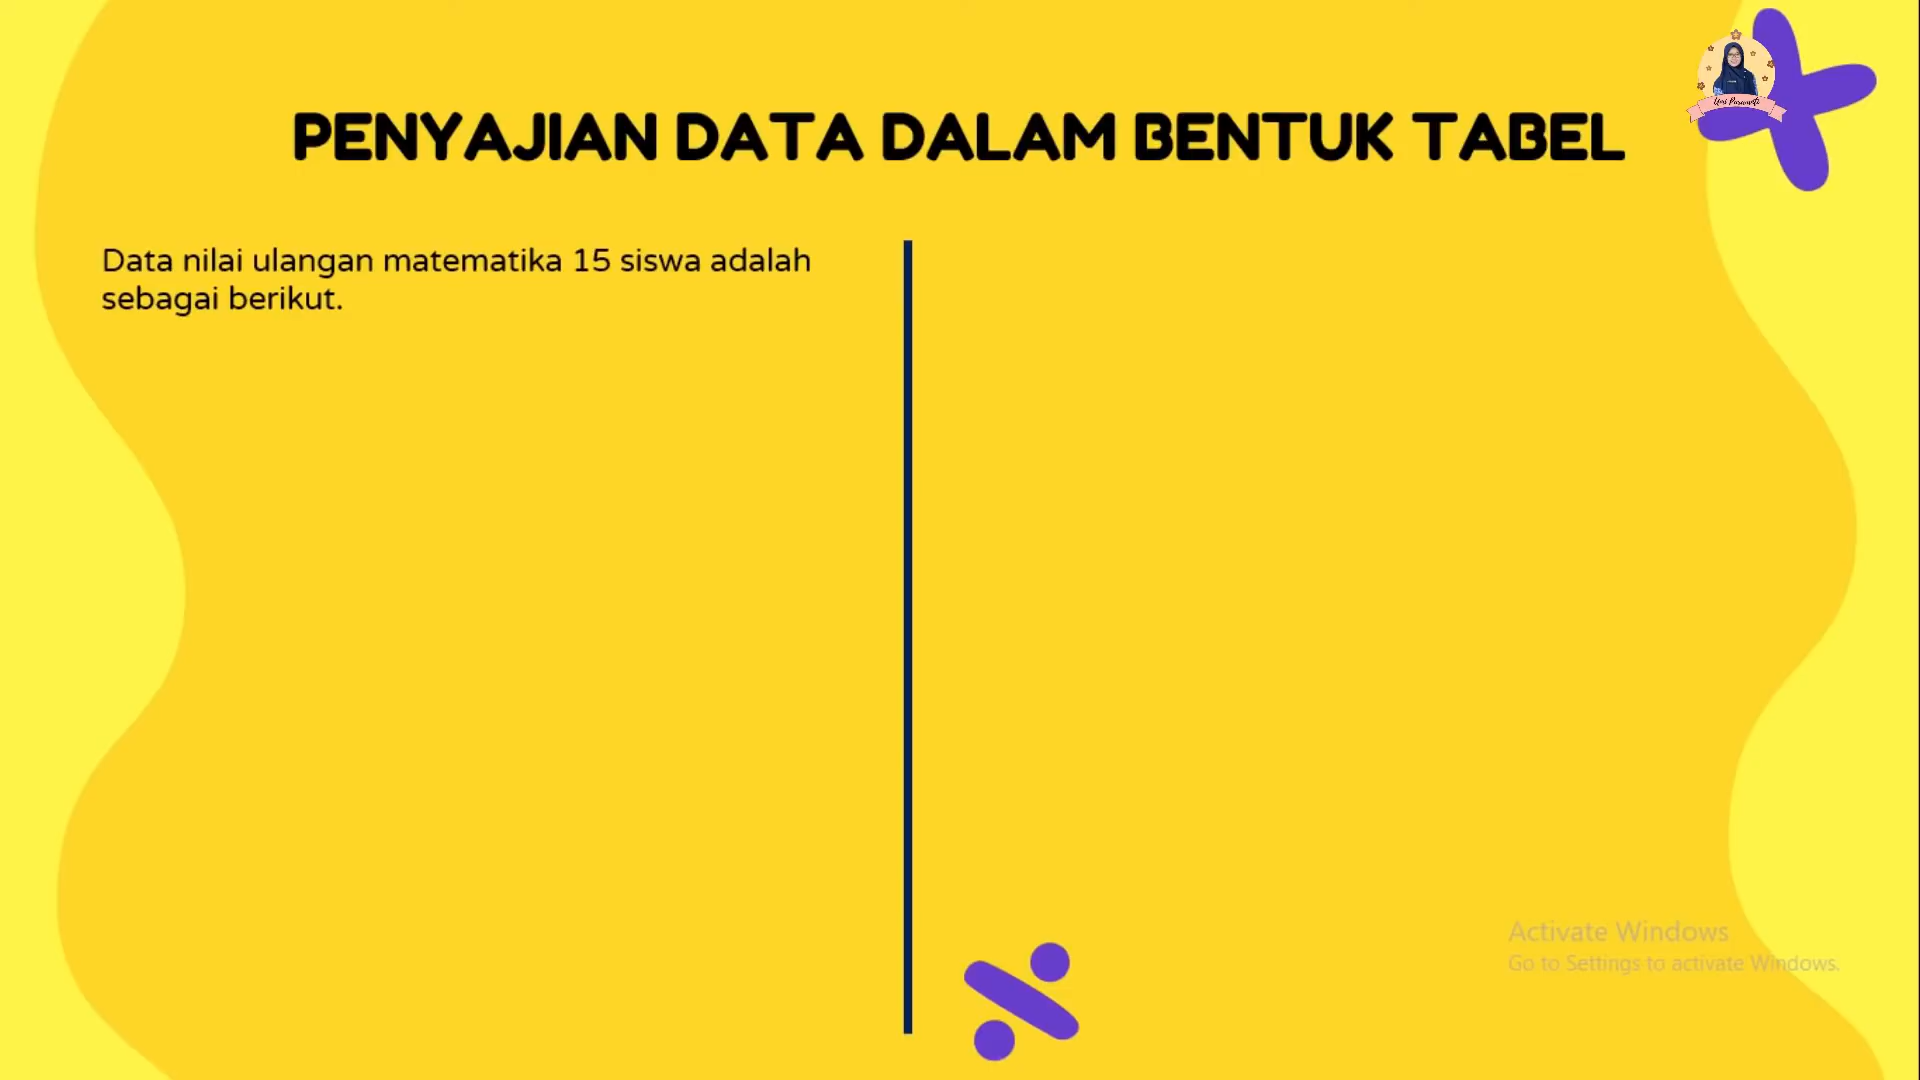 PENYAJIAN DATA DALAM BENTUK TABEL
Data nilai ulangan matematika 15 siswa adalah
sebagai berikut.
Activate Windows
Go to Settings to activate Windows.